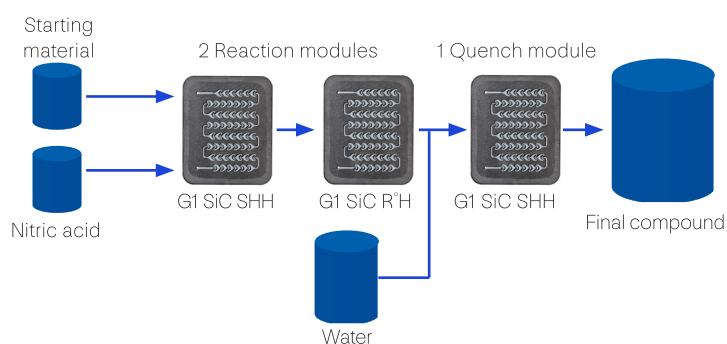 Starting
material
2 Reaction modules
1 Quench module
Nitric acid
G1 SiC SHH
G1 SiC R°H
G1 SiC SHH
Final compound
Water